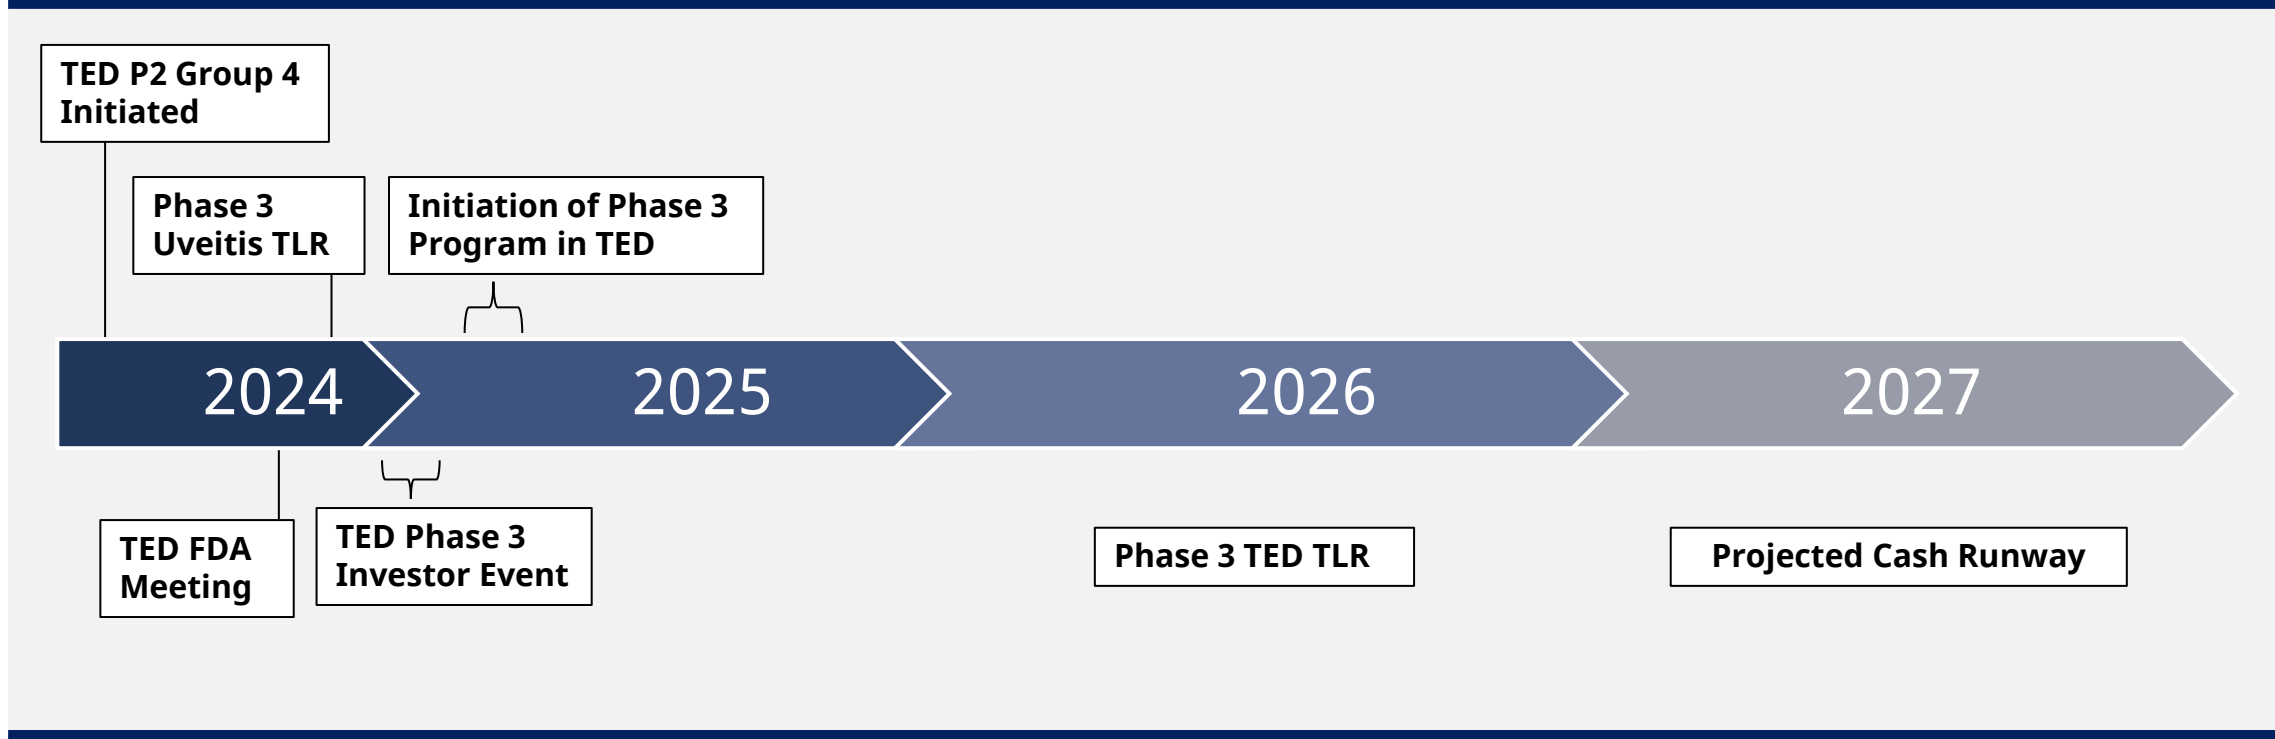 TED P2 Group 4
Initiated
Phase 3
Uveitis TLR
Initiation of Phase 3
Program in TED
2024
2025
2026
2027
TED FDA
Meeting
TED Phase 3
Investor Event
Phase 3 TED TLR
Projected Cash Runway